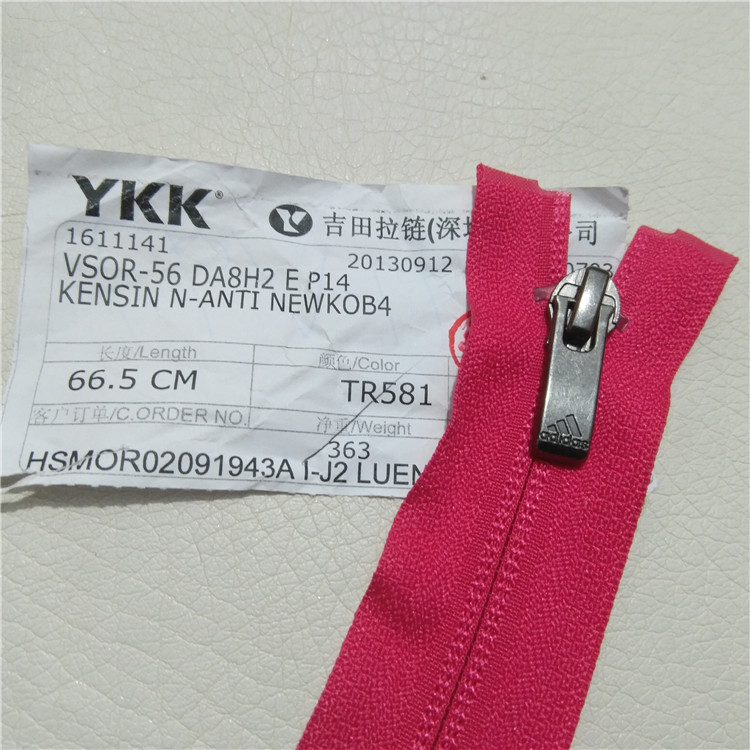 YKK®
吉田拉链(深圳 司
1611141
20130912
VSOR-56 DA8H2 E P14
KENSIN N-ANTI NEWKOB4
长度/Length
颜色/Color
66.5 CM
TR581
客户订单/C.ORDER NO.
净重/Weight
363
HSMOR02091943A I-J2 LUEN
adidas